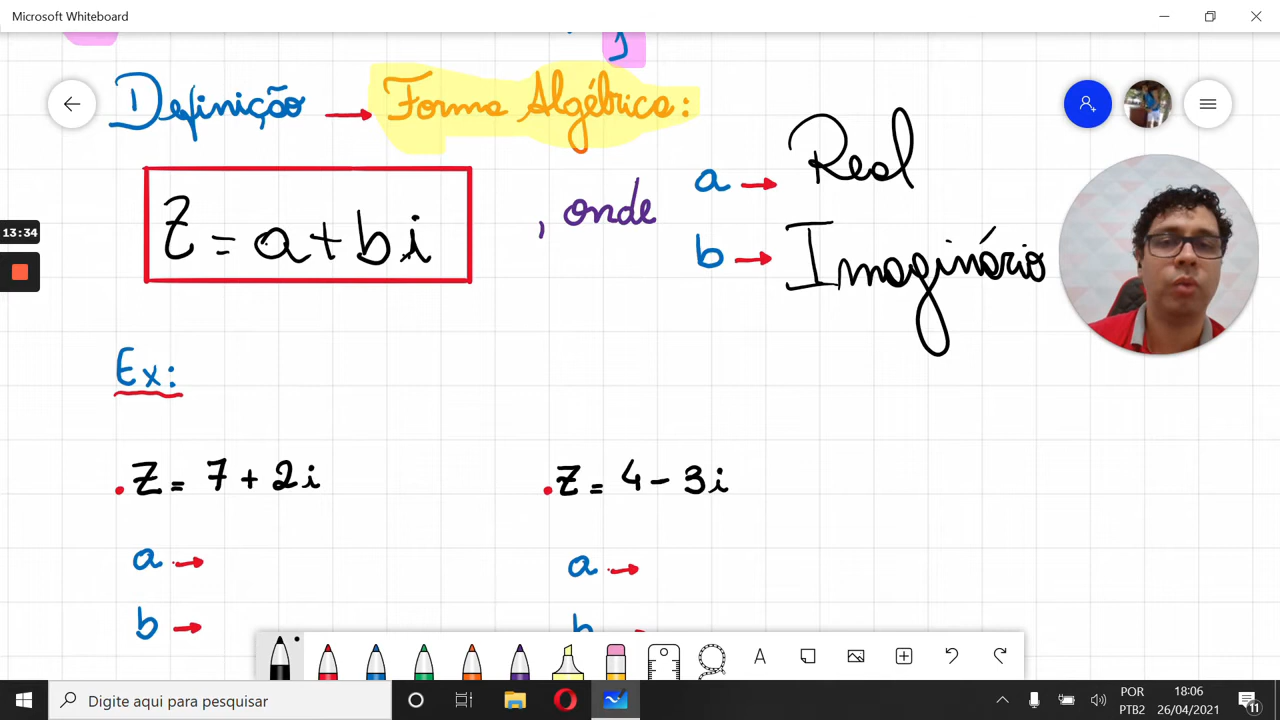 Microsoft Whiteboard
Definição → Forma Algébrica:
Z = a + bi , onde
a → Real
b → Imaginário
13:34
Ex:
. Z = 7 + 2i
a →
b →
. Z = 4 - 3i
a →
b →
A
Digite aqui para pesquisar
POR
PTB2
18:06
26/04/2021
11